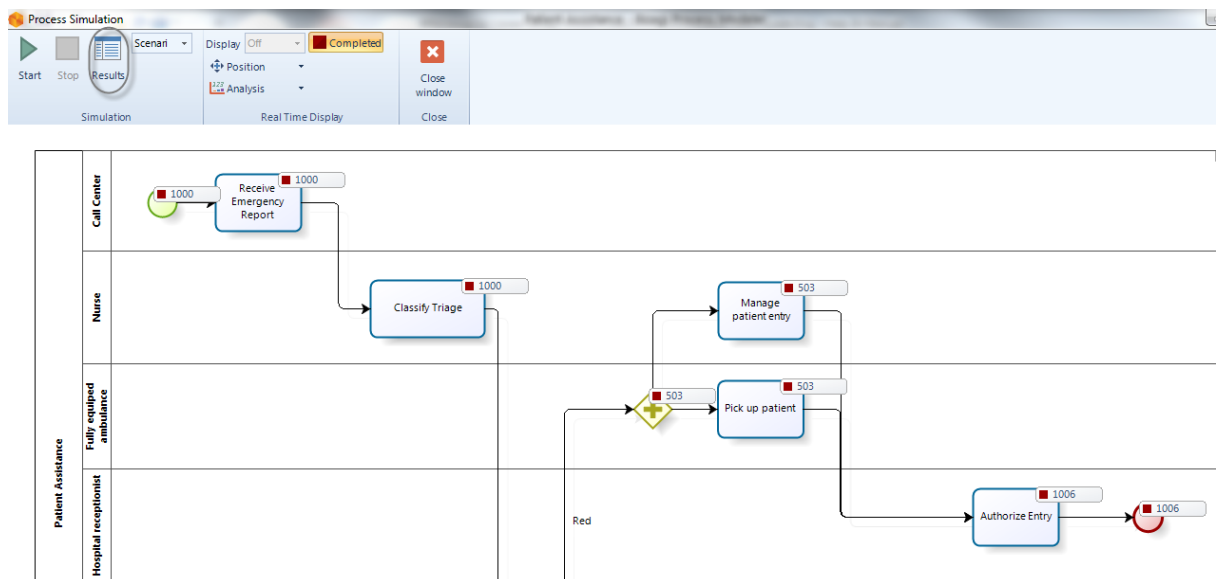 Process Simulation
Start
Stop
Results
Scenari
Display
Off
Completed
Position
Analysis
Close
window
Simulation
Real Time Display
Close
Patient Assistance
Call Center
1000
Receive
Emergency
Report
1000
Nurse
Classify Triage
1000
Manage
patient entry
503
Fully equiped
ambulance
503
Pick up patient
503
Hospital receptionist
Red
Authorize Entry
1006
1006